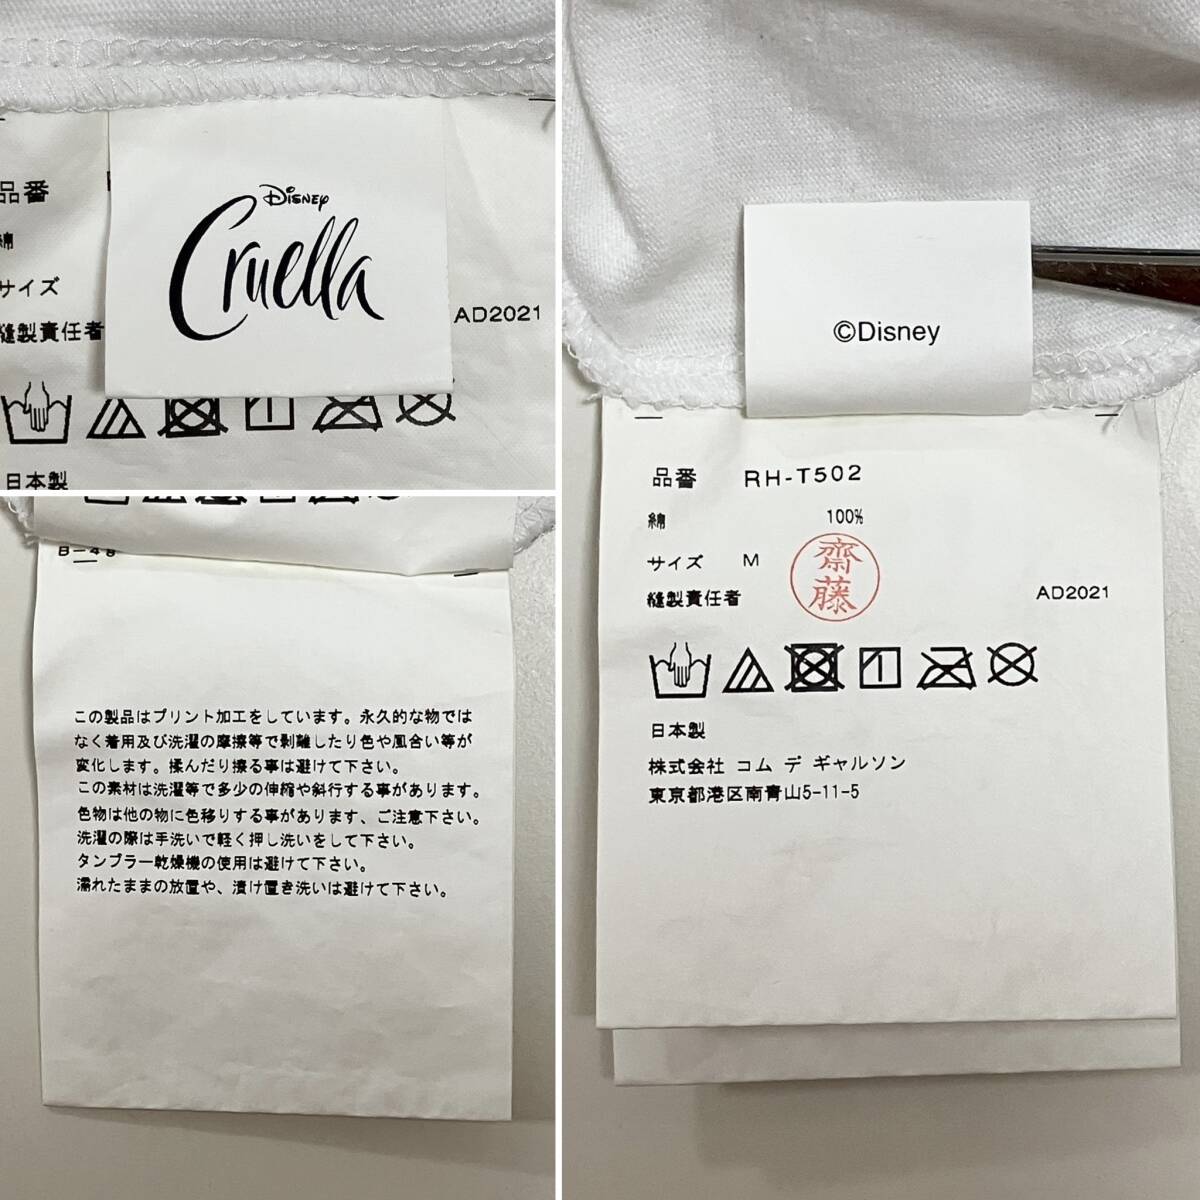 品番
綿
サイズ
縫製責任者
DISNEY
Cruella
AD2021
日本製
この製品はプリント加工をしています。永久的な物では
なく着用及び洗濯の摩擦等で剥離したり色や風合い等が
変化します。揉んだり擦る事は避けて下さい。
この素材は洗濯等で多少の伸縮や斜行する事があります。
色物は他の物に色移りする事があります、ご注意下さい。
洗濯の際は手洗いで軽く押し洗いをして下さい。
タンブラー乾燥機の使用は避けて下さい。
濡れたままの放置や、漬け置き洗いは避けて下さい。
©Disney
品番 RH-T502
綿 100%
サイズ M
齋藤
縫製責任者 AD2021
日本製
株式会社 コム デ ギャルソン
東京都港区南青山5-11-5